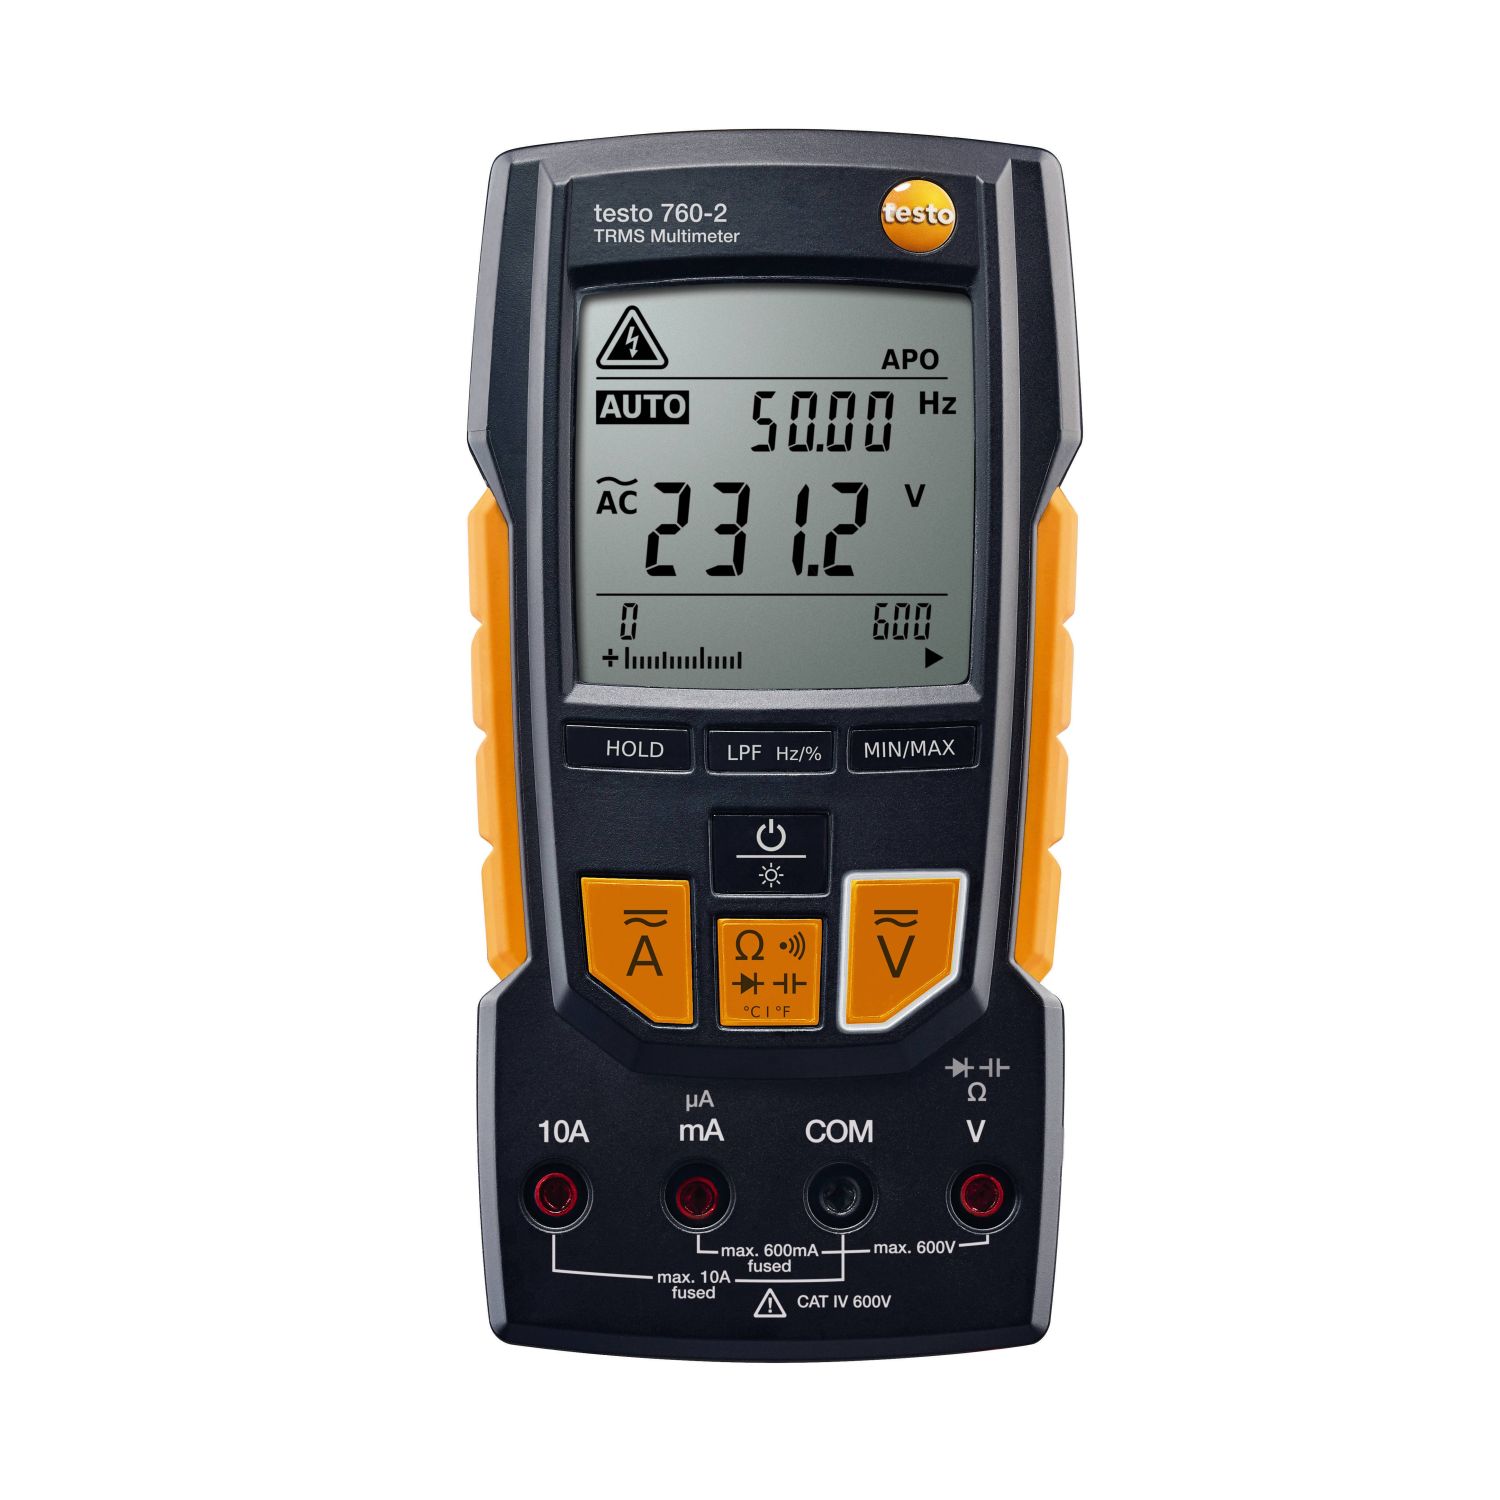 testo 760-2
TRMS Multimeter
testo
APO
AUTO 50.00 Hz
AC 231.2 V
0 600
+
HOLD
LPF Hz/%
MIN/MAX
A
Ω
°C I °F
V
Ω
µA
10A mA COM V
max. 600mA
fused
max. 600V
max. 10A
fused
CAT IV 600V